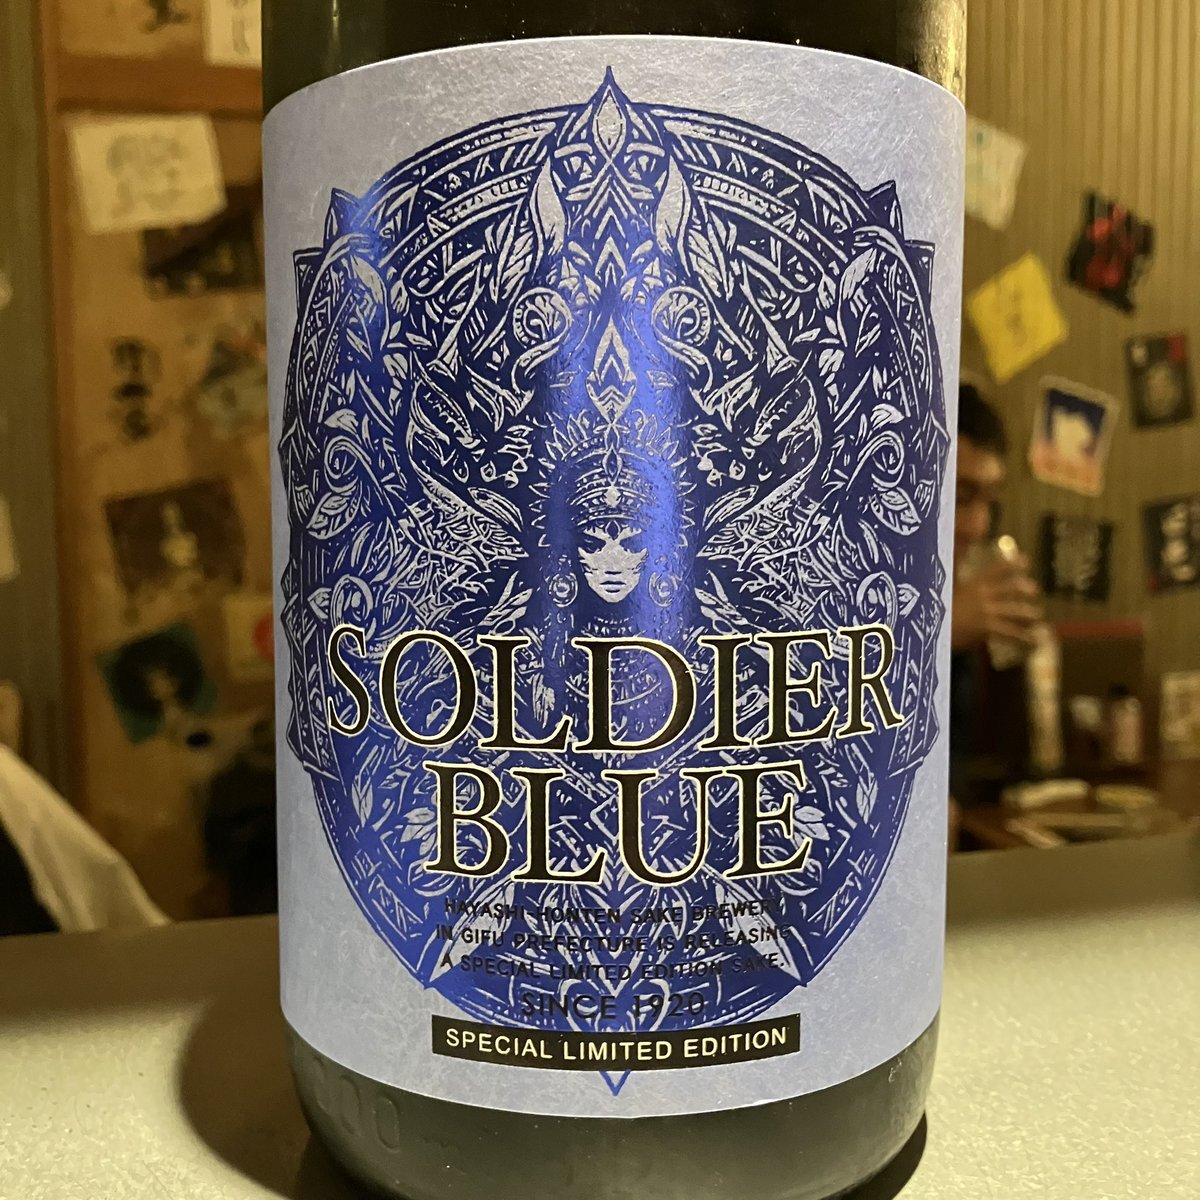 SOLDIER
BLUE
HAYASHI-HONTEN SAKE BREWERY
IN GIFU PREFECTURE IS RELEASING
A SPECIAL LIMITED EDITION SAKE.
SINCE 1920
SPECIAL LIMITED EDITION